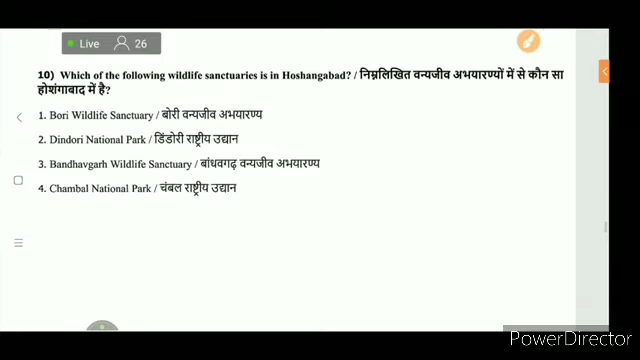 Live 26
10) Which of the following wildlife sanctuaries is in Hoshangabad? / निम्नलिखित वन्यजीव अभयारण्यों में से कौन सा
होशंगाबाद में है?
1. Bori Wildlife Sanctuary / बोरी वन्यजीव अभयारण्य
2. Dindori National Park / डिंडोरी राष्ट्रीय उद्यान
3. Bandhavgarh Wildlife Sanctuary / बांधवगढ़ वन्यजीव अभयारण्य
4. Chambal National Park / चंबल राष्ट्रीय उद्यान
PowerDirector